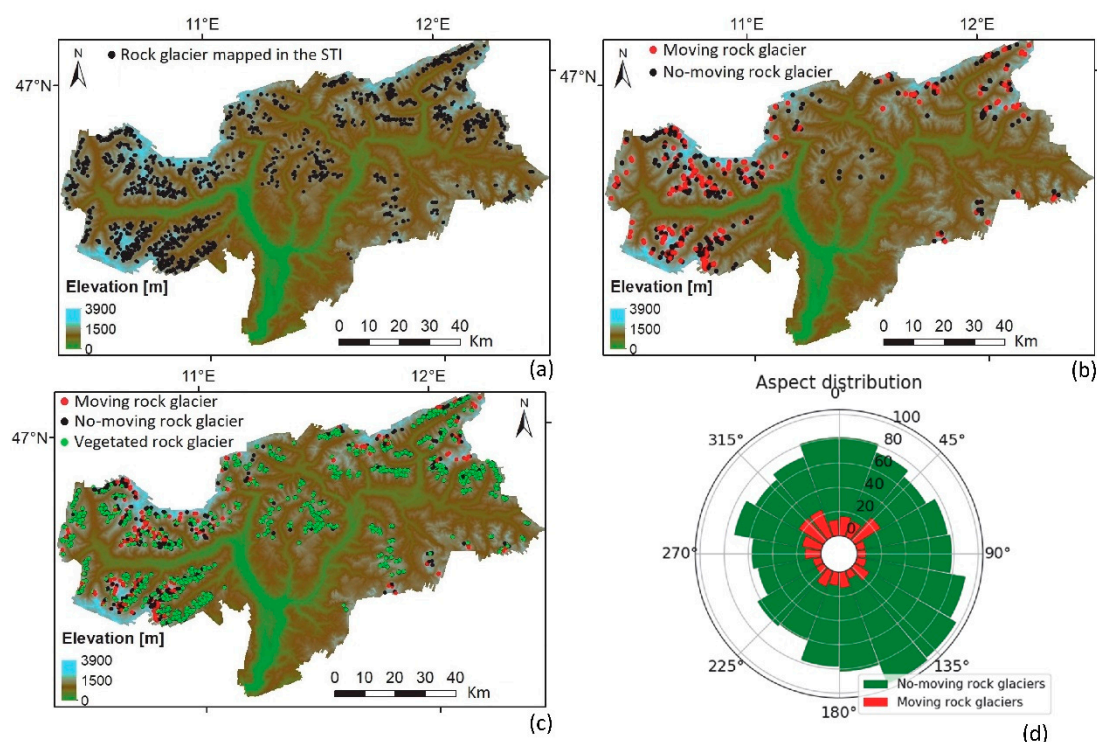 11°E 12°E
N
• Rock glacier mapped in the STI
47°N
Elevation [m]
3900
1500
0
0 10 20 30 40
Km
(a)
11°E 12°E
N
• Moving rock glacier
• No-moving rock glacier
47°N
Elevation [m]
3900
1500
0
0 10 20 30 40
Km
(b)
11°E 12°E
• Moving rock glacier
• No-moving rock glacier
• Vegetated rock glacier
N
47°N
Elevation [m]
3900
1500
0
0 10 20 30 40
Km
(c)
Aspect distribution
0°
315° 45°
100
80
60
40
20
0
270° 90°
225° 135°
180°
No-moving rock glaciers
Moving rock glaciers
(d)